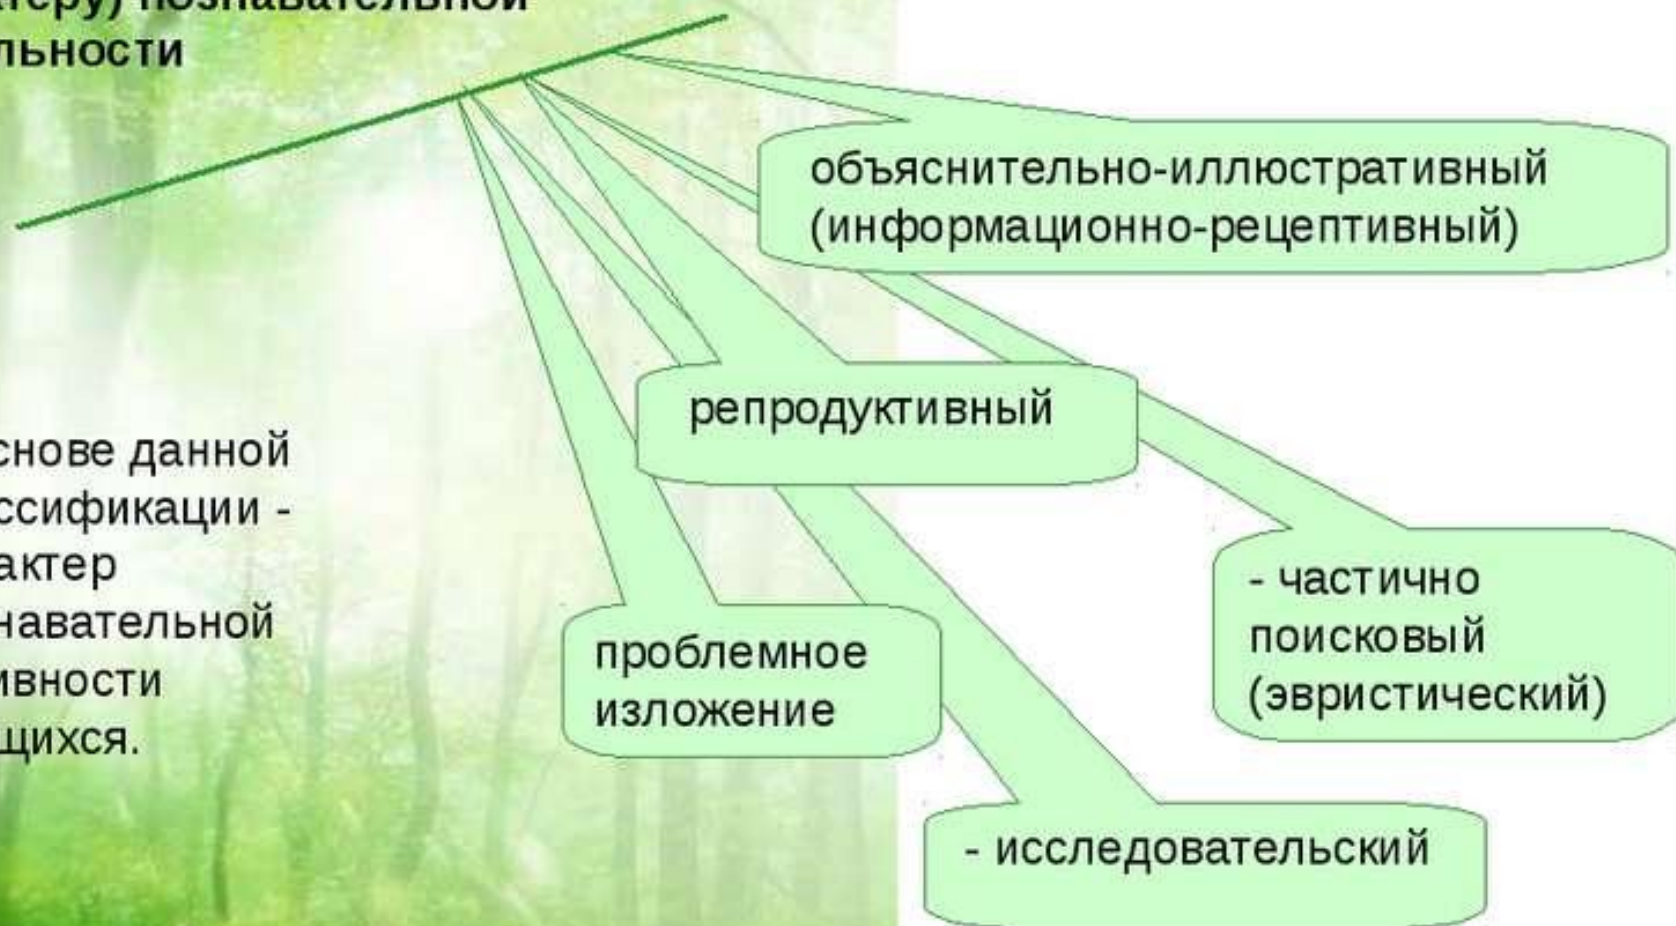 познавательной
льности
объяснительно-иллюстративный
(информационно-рецептивный)
репродуктивный
снове данной
ссификации -
актер
навательной
ивности
щихся.
проблемное
изложение
- частично
поисковый
(эвристический)
- исследовательский